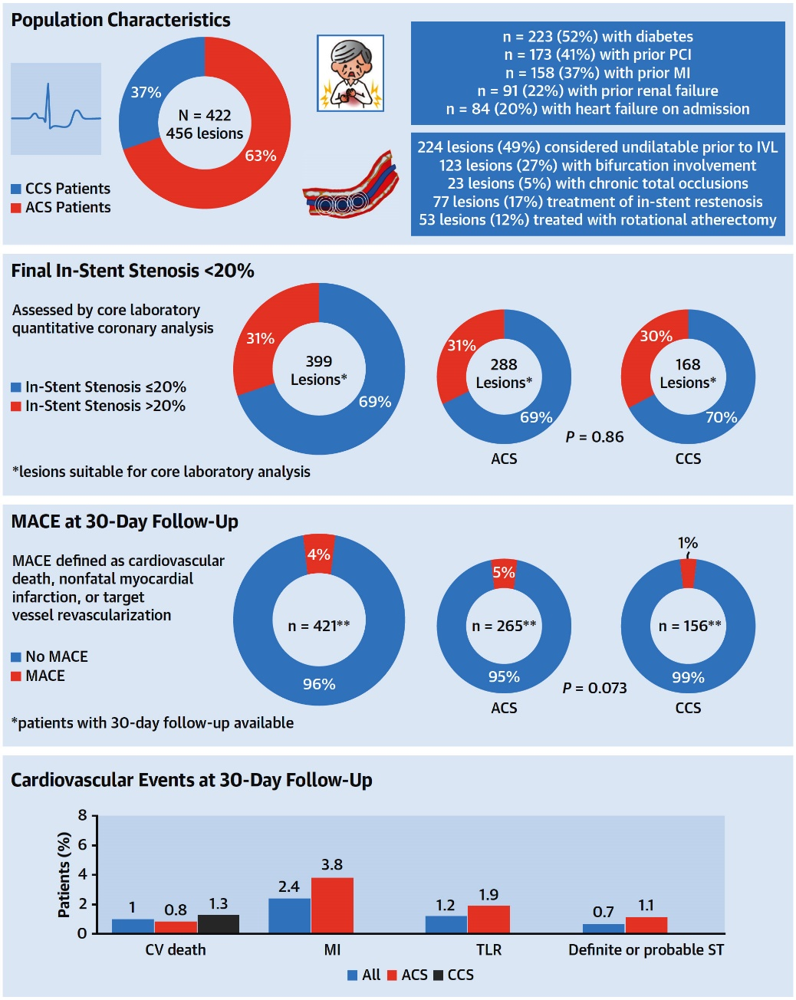 Population Characteristics
37%
N = 422
456 lesions
63%
CCS Patients
ACS Patients
n = 223 (52%) with diabetes
n = 173 (41%) with prior PCI
n = 158 (37%) with prior MI
n = 91 (22%) with prior renal failure
n = 84 (20%) with heart failure on admission
224 lesions (49%) considered undilatable prior to IVL
123 lesions (27%) with bifurcation involvement
23 lesions (5%) with chronic total occlusions
77 lesions (17%) treatment of in-stent restenosis
53 lesions (12%) treated with rotational atherectomy
Final In-Stent Stenosis <20%
Assessed by core laboratory
quantitative coronary analysis
In-Stent Stenosis ≤20%
In-Stent Stenosis >20%
*lesions suitable for core laboratory analysis
31%
399
Lesions*
69%
31%
288
Lesions*
69%
ACS
P = 0.86
30%
168
Lesions*
70%
CCS
MACE at 30-Day Follow-Up
MACE defined as cardiovascular
death, nonfatal myocardial
infarction, or target
vessel revascularization
No MACE
MACE
*patients with 30-day follow-up available
4%
n = 421**
96%
5%
n = 265**
95%
ACS
P = 0.073
1%
n = 156**
99%
CCS
Cardiovascular Events at 30-Day Follow-Up
Patients (%)
8
6
4
2
0
1
0.8
1.3
2.4
3.8
1.2
1.9
0.7
1.1
CV death
MI
TLR
Definite or probable ST
All
ACS
CCS